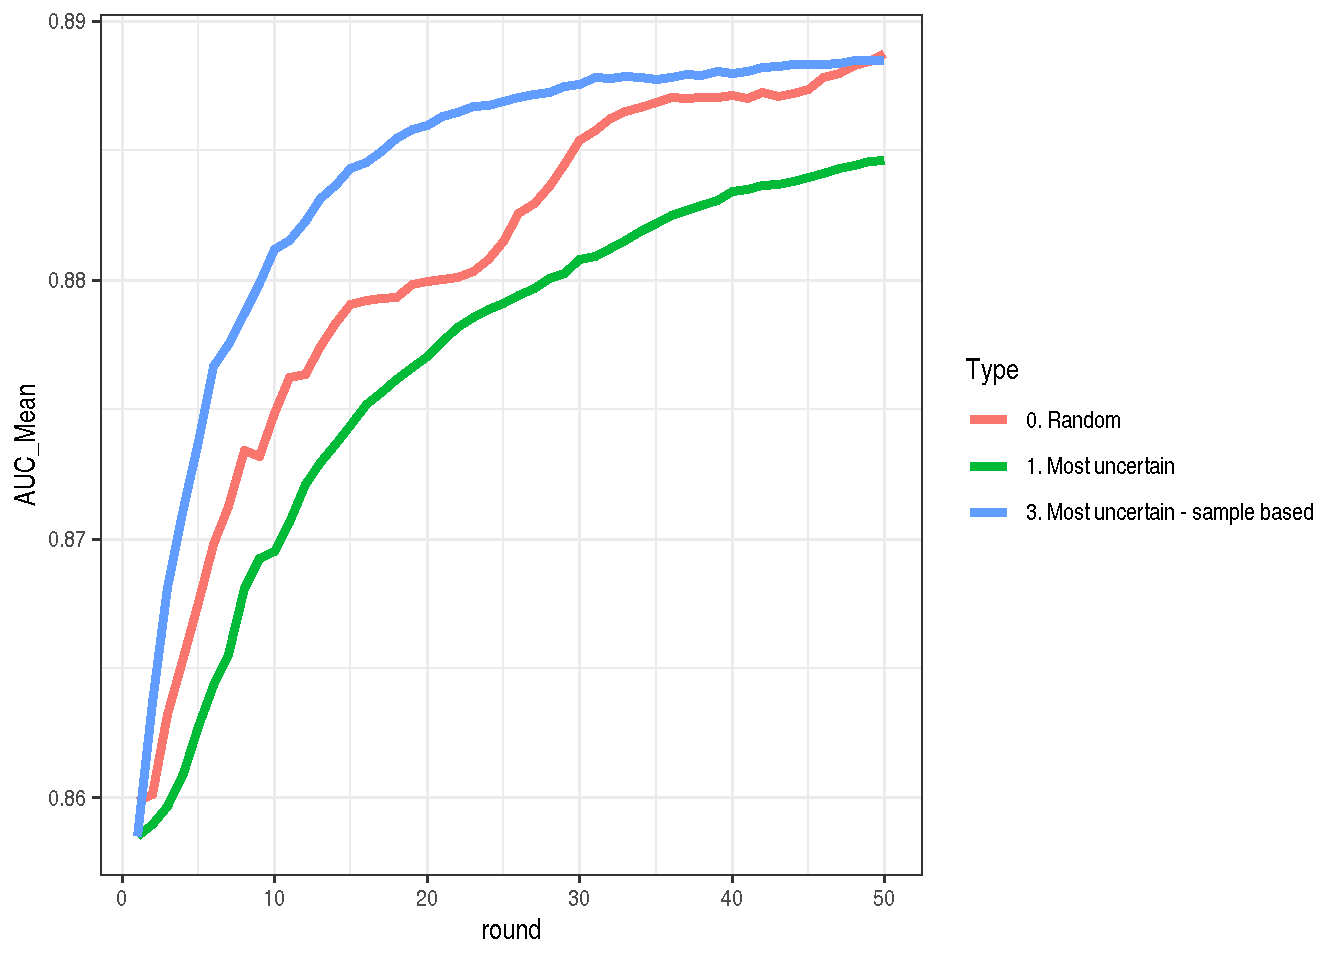 0.89
0.88
0.87
0.86
AUC_Mean
0
10
20
30
40
50
round
Type
0. Random
1. Most uncertain
3. Most uncertain - sample based